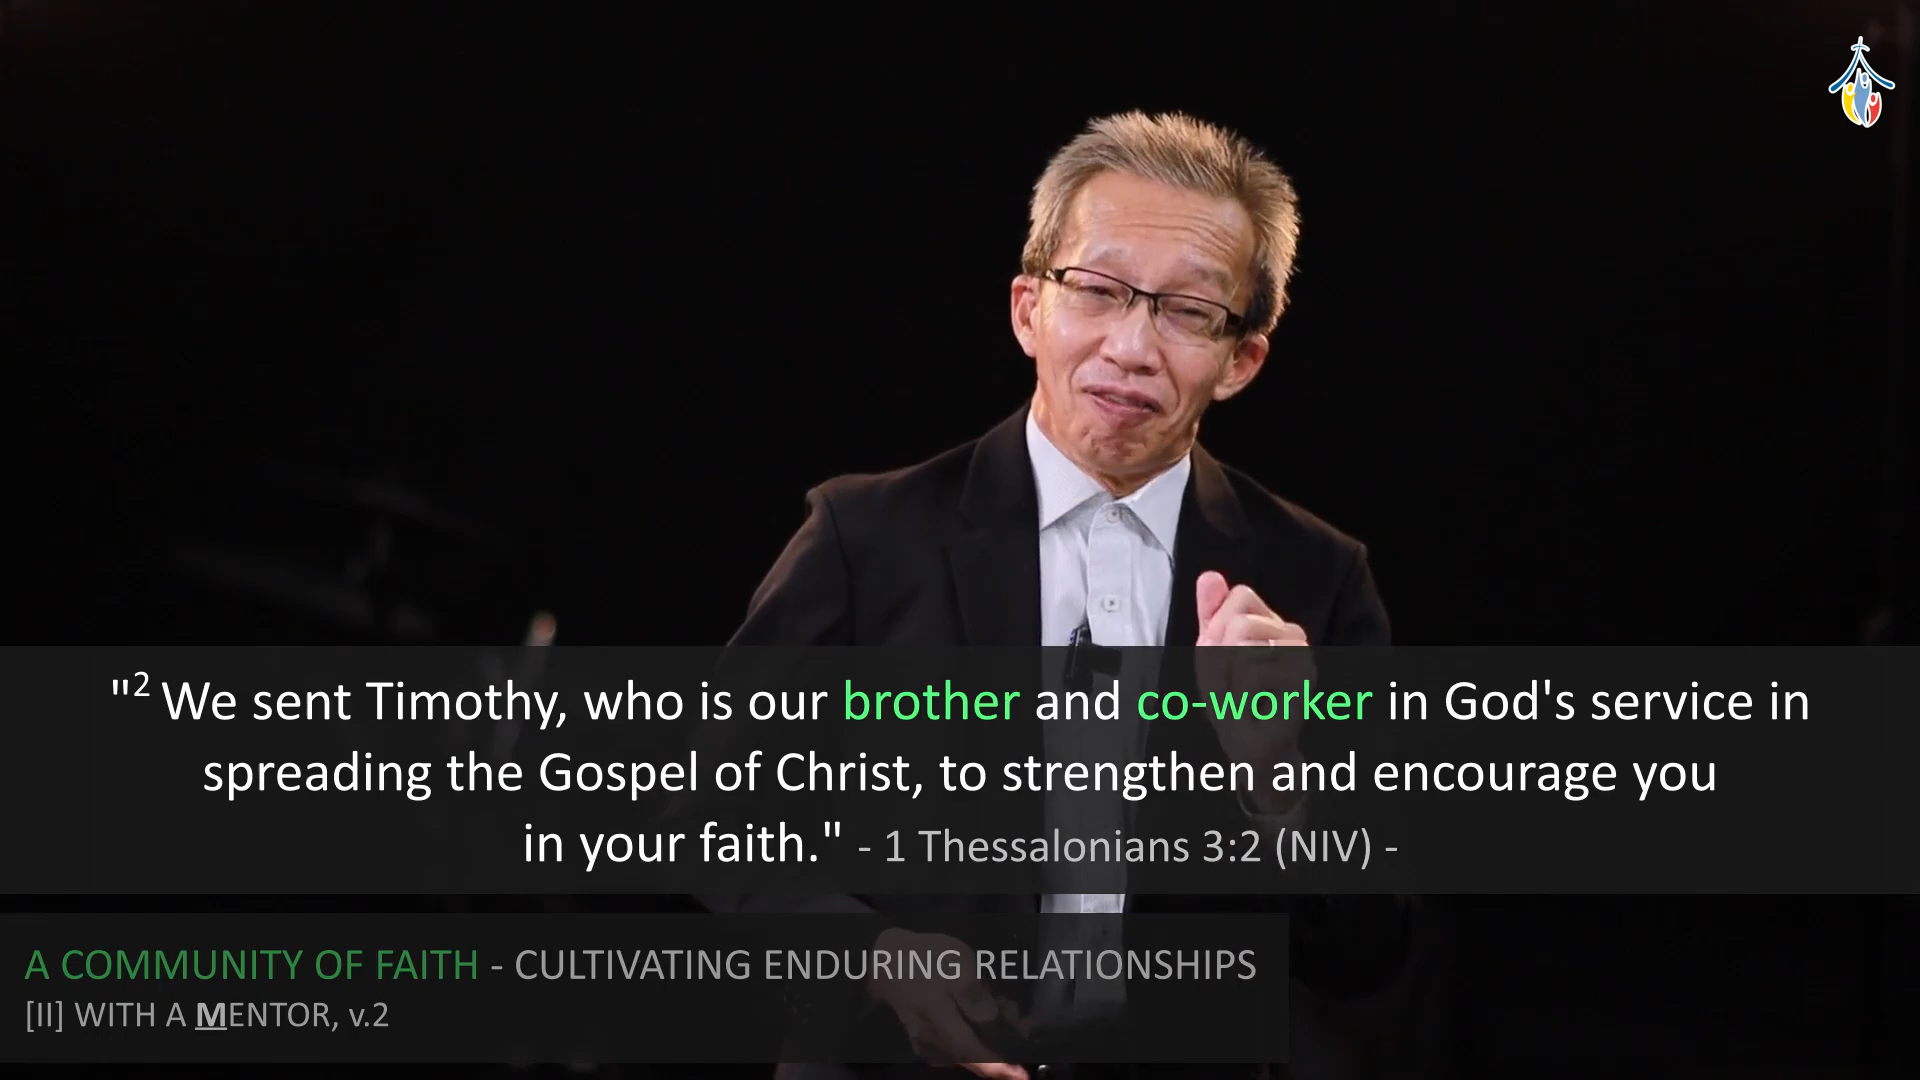 "2 We sent Timothy, who is our brother and co-worker in God's service in
spreading the Gospel of Christ, to strengthen and encourage you
in your faith." - 1 Thessalonians 3:2 (NIV) -
A COMMUNITY OF FAITH - CULTIVATING ENDURING RELATIONSHIPS
[II] WITH A MENTOR, v.2